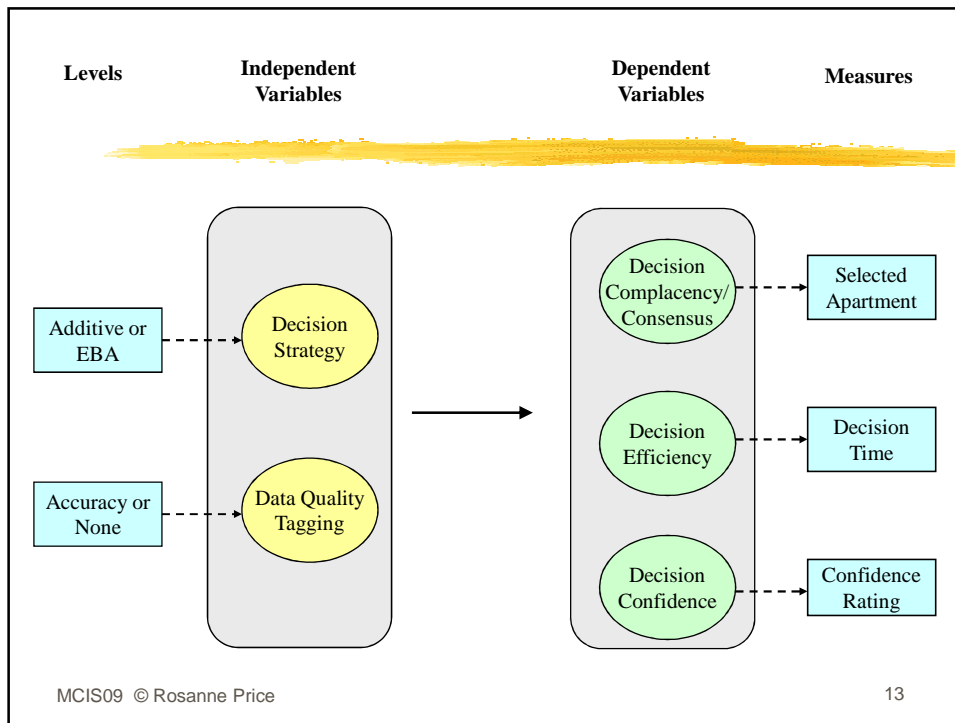 Levels
Independent
Variables
Dependent
Variables
Measures
Additive or
EBA
Decision
Strategy
Accuracy or
None
Data Quality
Tagging
Decision
Complacency/
Consensus
Selected
Apartment
Decision
Efficiency
Decision
Time
Decision
Confidence
Confidence
Rating
MCIS09 © Rosanne Price
13